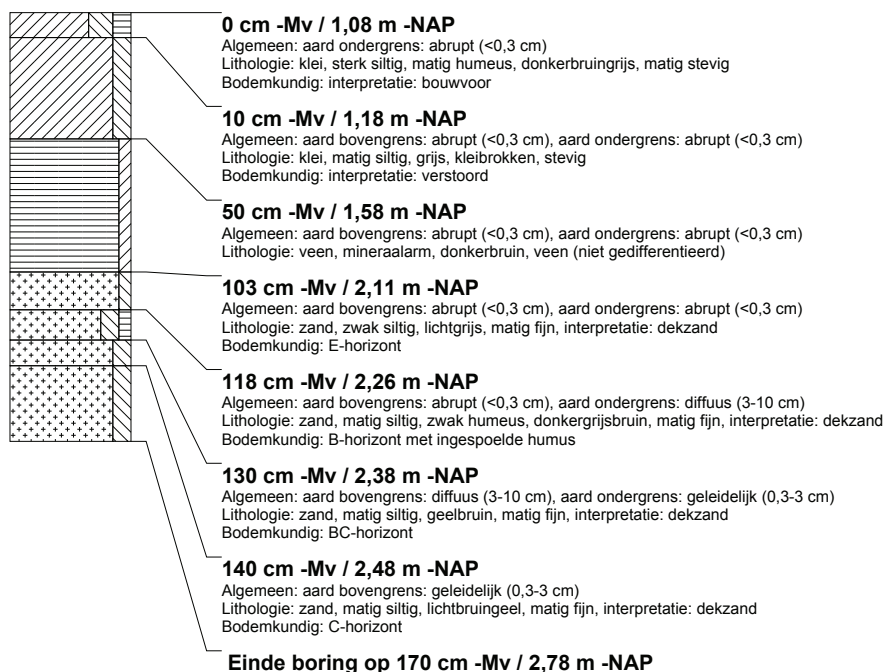 0 cm -Mv / 1,08 m -NAP
Algemeen: aard ondergrens: abrupt (<0,3 cm)
Lithologie: klei, sterk siltig, matig humeus, donkerbruingrijs, matig stevig
Bodemkundig: interpretatie: bouwvoor
10 cm -Mv / 1,18 m -NAP
Algemeen: aard bovengrens: abrupt (<0,3 cm), aard ondergrens: abrupt (<0,3 cm)
Lithologie: klei, matig siltig, grijs, kleibrokken, stevig
Bodemkundig: interpretatie: verstoord
50 cm -Mv / 1,58 m -NAP
Algemeen: aard bovengrens: abrupt (<0,3 cm), aard ondergrens: abrupt (<0,3 cm)
Lithologie: veen, mineraalarm, donkerbruin, veen (niet gedifferentieerd)
103 cm -Mv / 2,11 m -NAP
Algemeen: aard bovengrens: abrupt (<0,3 cm), aard ondergrens: abrupt (<0,3 cm)
Lithologie: zand, zwak siltig, lichtgrijs, matig fijn, interpretatie: dekzand
Bodemkundig: E-horizont
118 cm -Mv / 2,26 m -NAP
Algemeen: aard bovengrens: abrupt (<0,3 cm), aard ondergrens: diffuus (3-10 cm)
Lithologie: zand, matig siltig, zwak humeus, donkergrijsbruin, matig fijn, interpretatie: dekzand
Bodemkundig: B-horizont met ingespoelde humus
130 cm -Mv / 2,38 m -NAP
Algemeen: aard bovengrens: diffuus (3-10 cm), aard ondergrens: geleidelijk (0,3-3 cm)
Lithologie: zand, matig siltig, geelbruin, matig fijn, interpretatie: dekzand
Bodemkundig: BC-horizont
140 cm -Mv / 2,48 m -NAP
Algemeen: aard bovengrens: geleidelijk (0,3-3 cm)
Lithologie: zand, matig siltig, lichtbruingeel, matig fijn, interpretatie: dekzand
Bodemkundig: C-horizont
Einde boring op 170 cm -Mv / 2,78 m -NAP